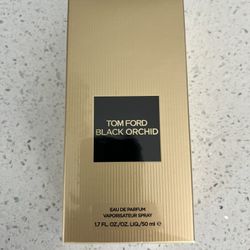 TOM FORD
BLACK ORCHID
EAU DE PARFUM
VAPORISATEUR SPRAY
1.7 FL. OZ./OZ. LIQ./50 ml ℮